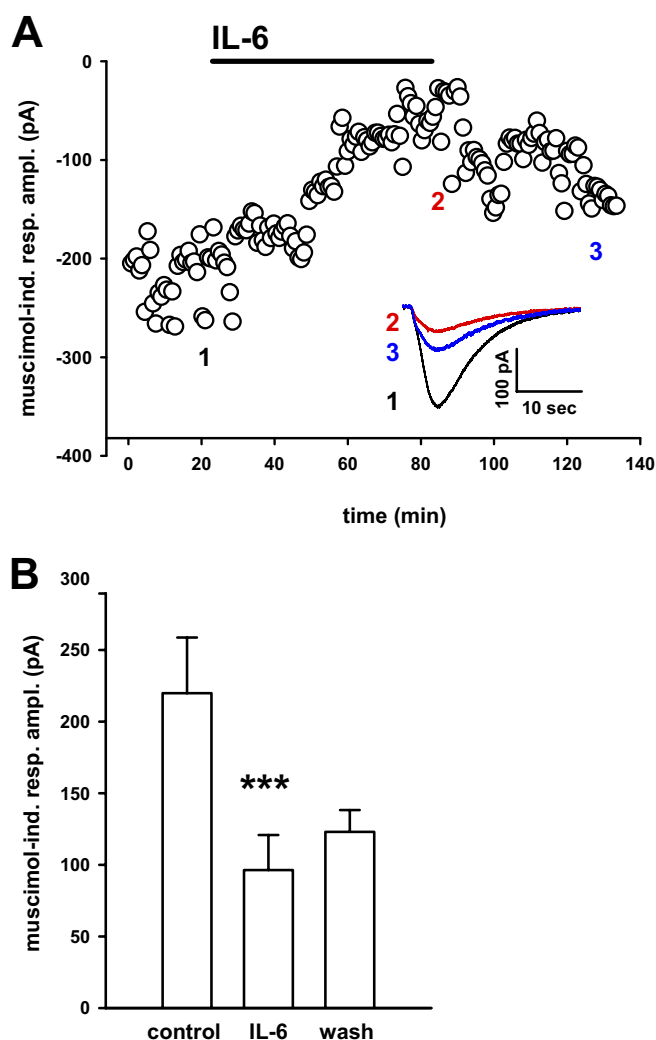 A
IL-6
muscimol-ind. resp. ampl. (pA)
0
-100
-200
-300
-400
1
2
3
2
3
1
100 pA
10 sec
0 20 40 60 80 100 120 140
time (min)
B
muscimol-ind. resp. ampl. (pA)
300
250
200
150
100
50
0
***
control IL-6 wash